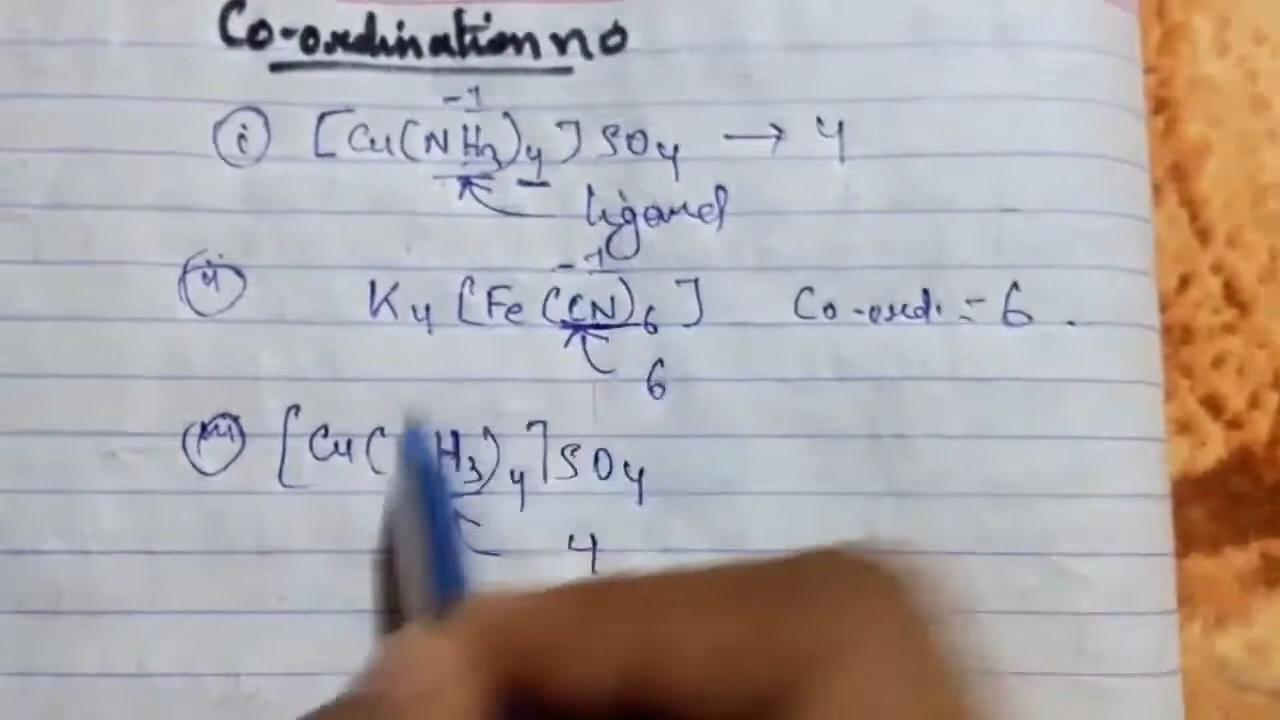 Co-ordination no
-1
(i) [Cu(NH3)4] SO4 → 4
ligand
-1
(ii) K4 [Fe(CN)6] Co-ord. = 6.
6
(iii) [Cu( H3)4]SO4
4